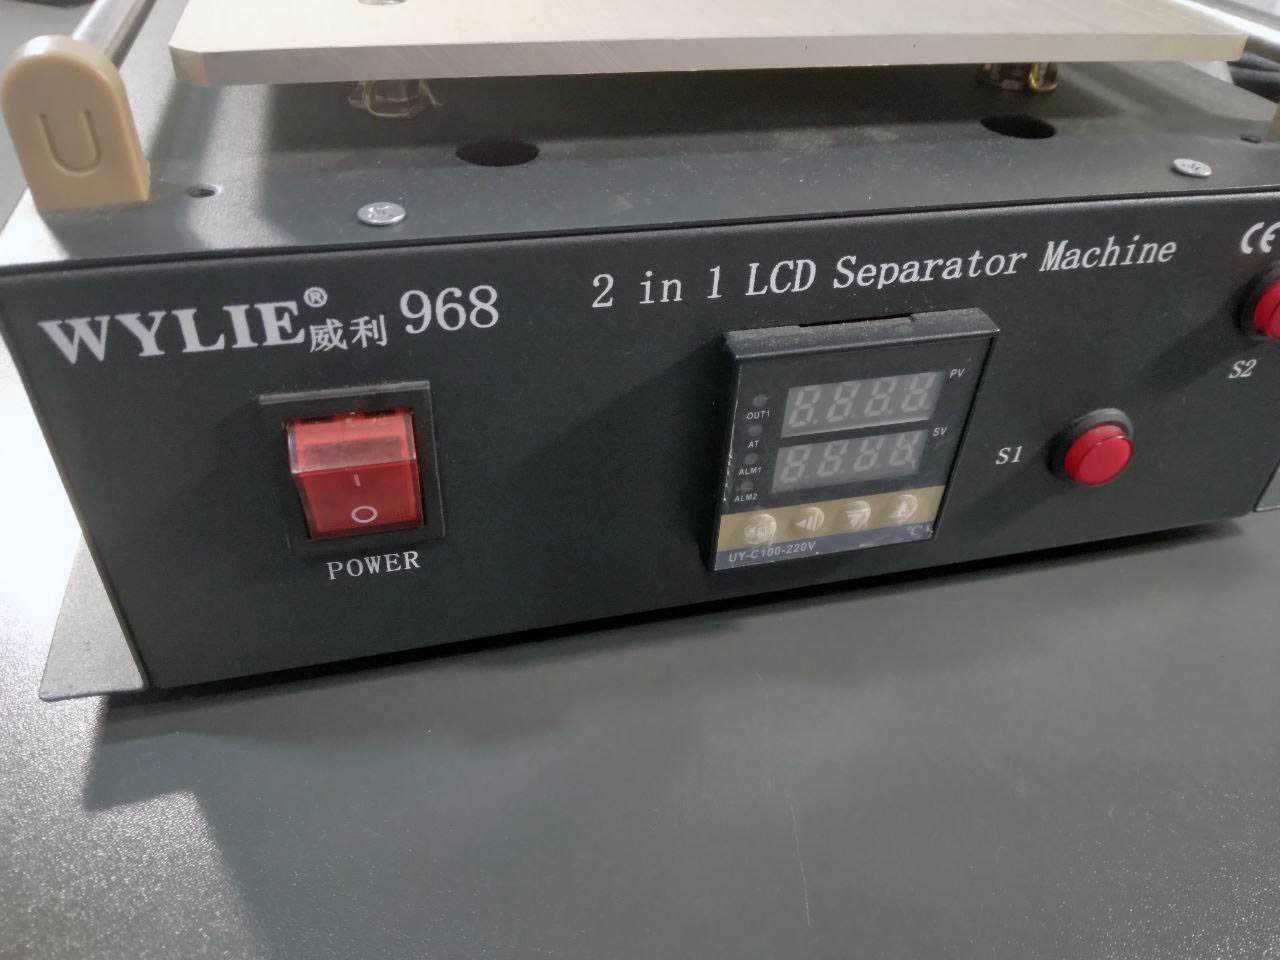 WYLIE® 威利 968
2 in 1 LCD Separator Machine
CE
POWER
OUT1
AT
ALM1
ALM2
PV
SV
UY-C100-220V
°C
S1
S2